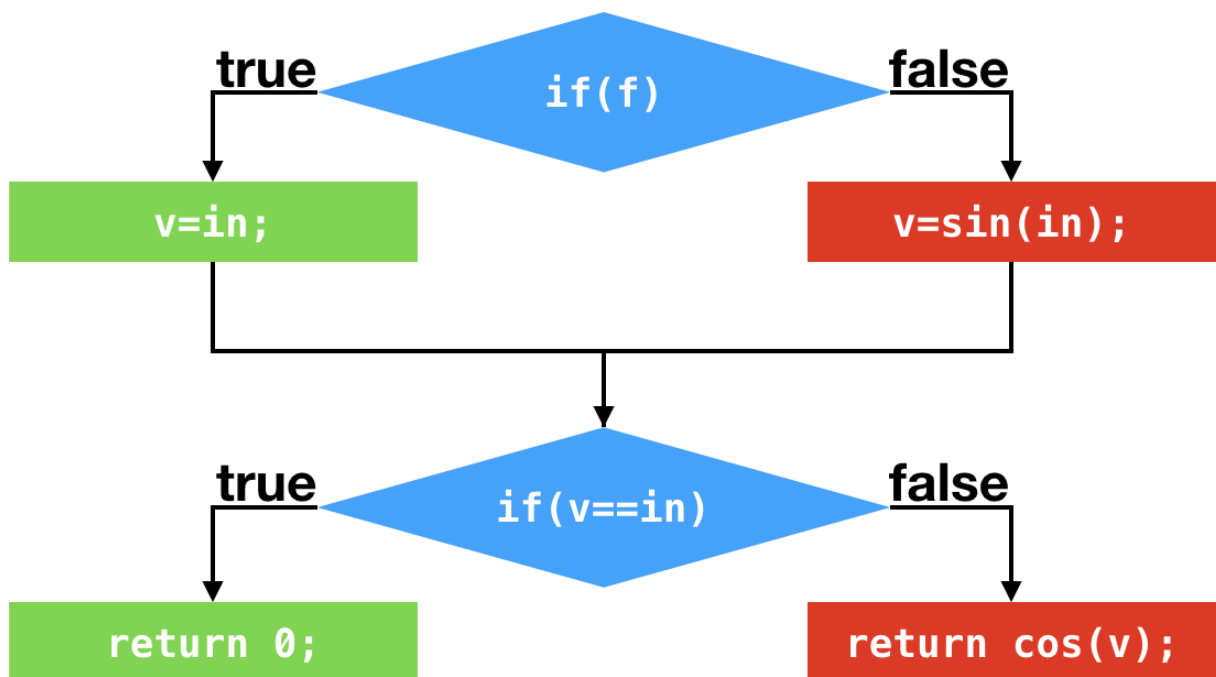 true
if(f)
false
v=in;
v=sin(in);
true
if(v==in)
false
return 0;
return cos(v);